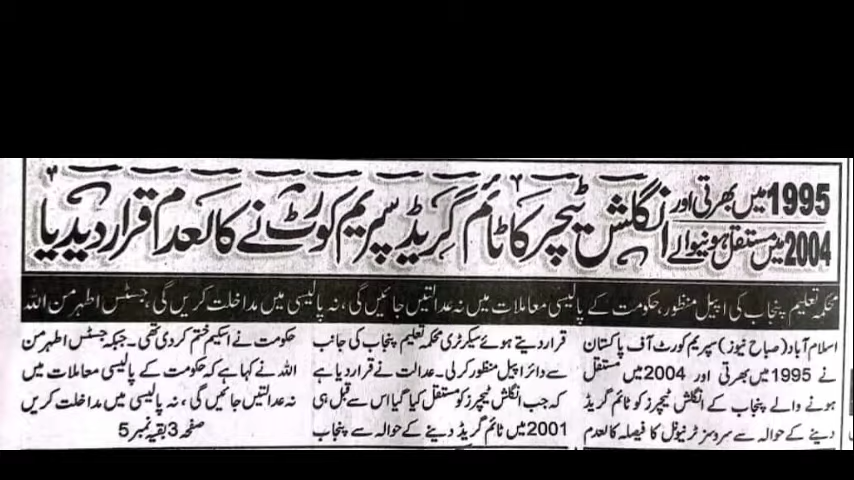 1995 میں بھرتی اور
2004 میں مستقل ہونیوالے
انگلش ٹیچر کا ٹائم گریڈ سپریم کورٹ نے کالعدم قرار دیدیا
محکمہ تعلیم پنجاب کی اپیل منظور، حکومت کے پالیسی معاملات میں نہ عدالتیں جائیں گی، نہ پالیسی میں مداخلت کریں گی، جسٹس اطہر من اللہ
اسلام آباد (صباح نیوز) سپریم کورٹ آف پاکستان
نے 1995 میں بھرتی اور 2004 میں مستقل
ہونے والے پنجاب کے انگلش ٹیچرز کو ٹائم گریڈ
دینے کے حوالہ سے سروسز ٹربیونل کا فیصلہ کالعدم
قرار دیتے ہوئے سیکرٹری محکمہ تعلیم پنجاب کی جانب
سے دائر اپیل منظور کر لی۔ عدالت نے قرار دیا ہے
کہ جب انگلش ٹیچرز کو مستقل کیا گیا اس سے قبل ہی
2001 میں ٹائم گریڈ دینے کے حوالہ سے پنجاب
حکومت نے اسکیم ختم کر دی تھی۔ جبکہ جسٹس اطہر من
اللہ نے کہا ہے کہ حکومت کے پالیسی معاملات میں
نہ عدالتیں جائیں گی، نہ پالیسی میں مداخلت کریں
صفحہ 3 بقیہ نمبر 5